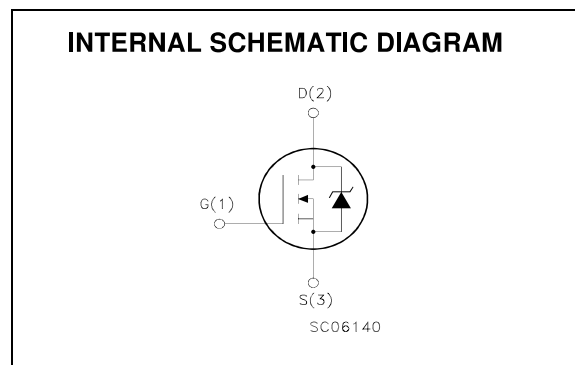 INTERNAL SCHEMATIC DIAGRAM
D(2)
G(1)
S(3)
SC06140